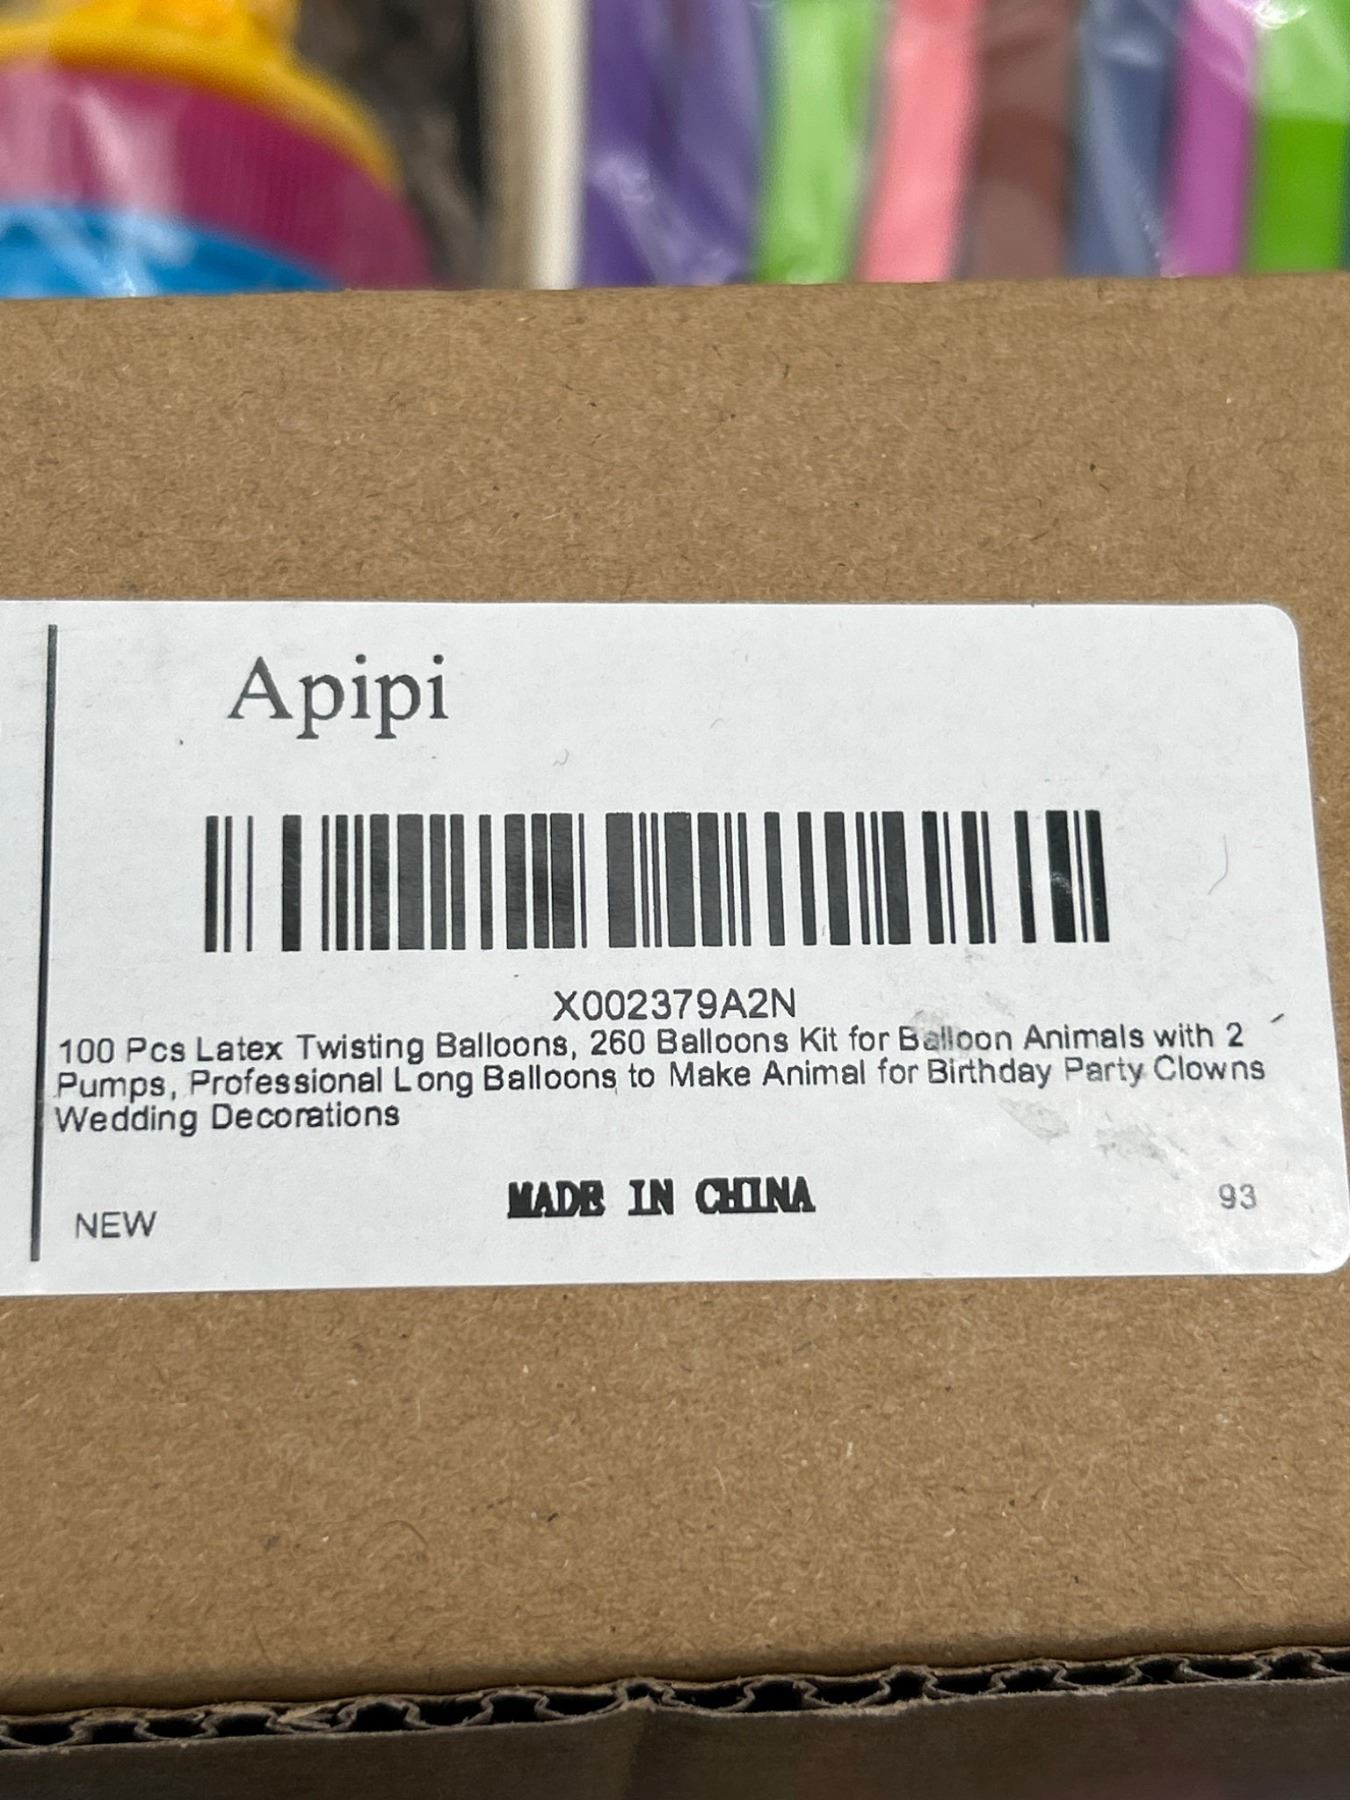 Apipi
X002379A2N
100 Pcs Latex Twisting Balloons, 260 Balloons Kit for Balloon Animals with 2
Pumps, Professional Long Balloons to Make Animal for Birthday Party Clowns
Wedding Decorations
NEW
MADE IN CHINA
93